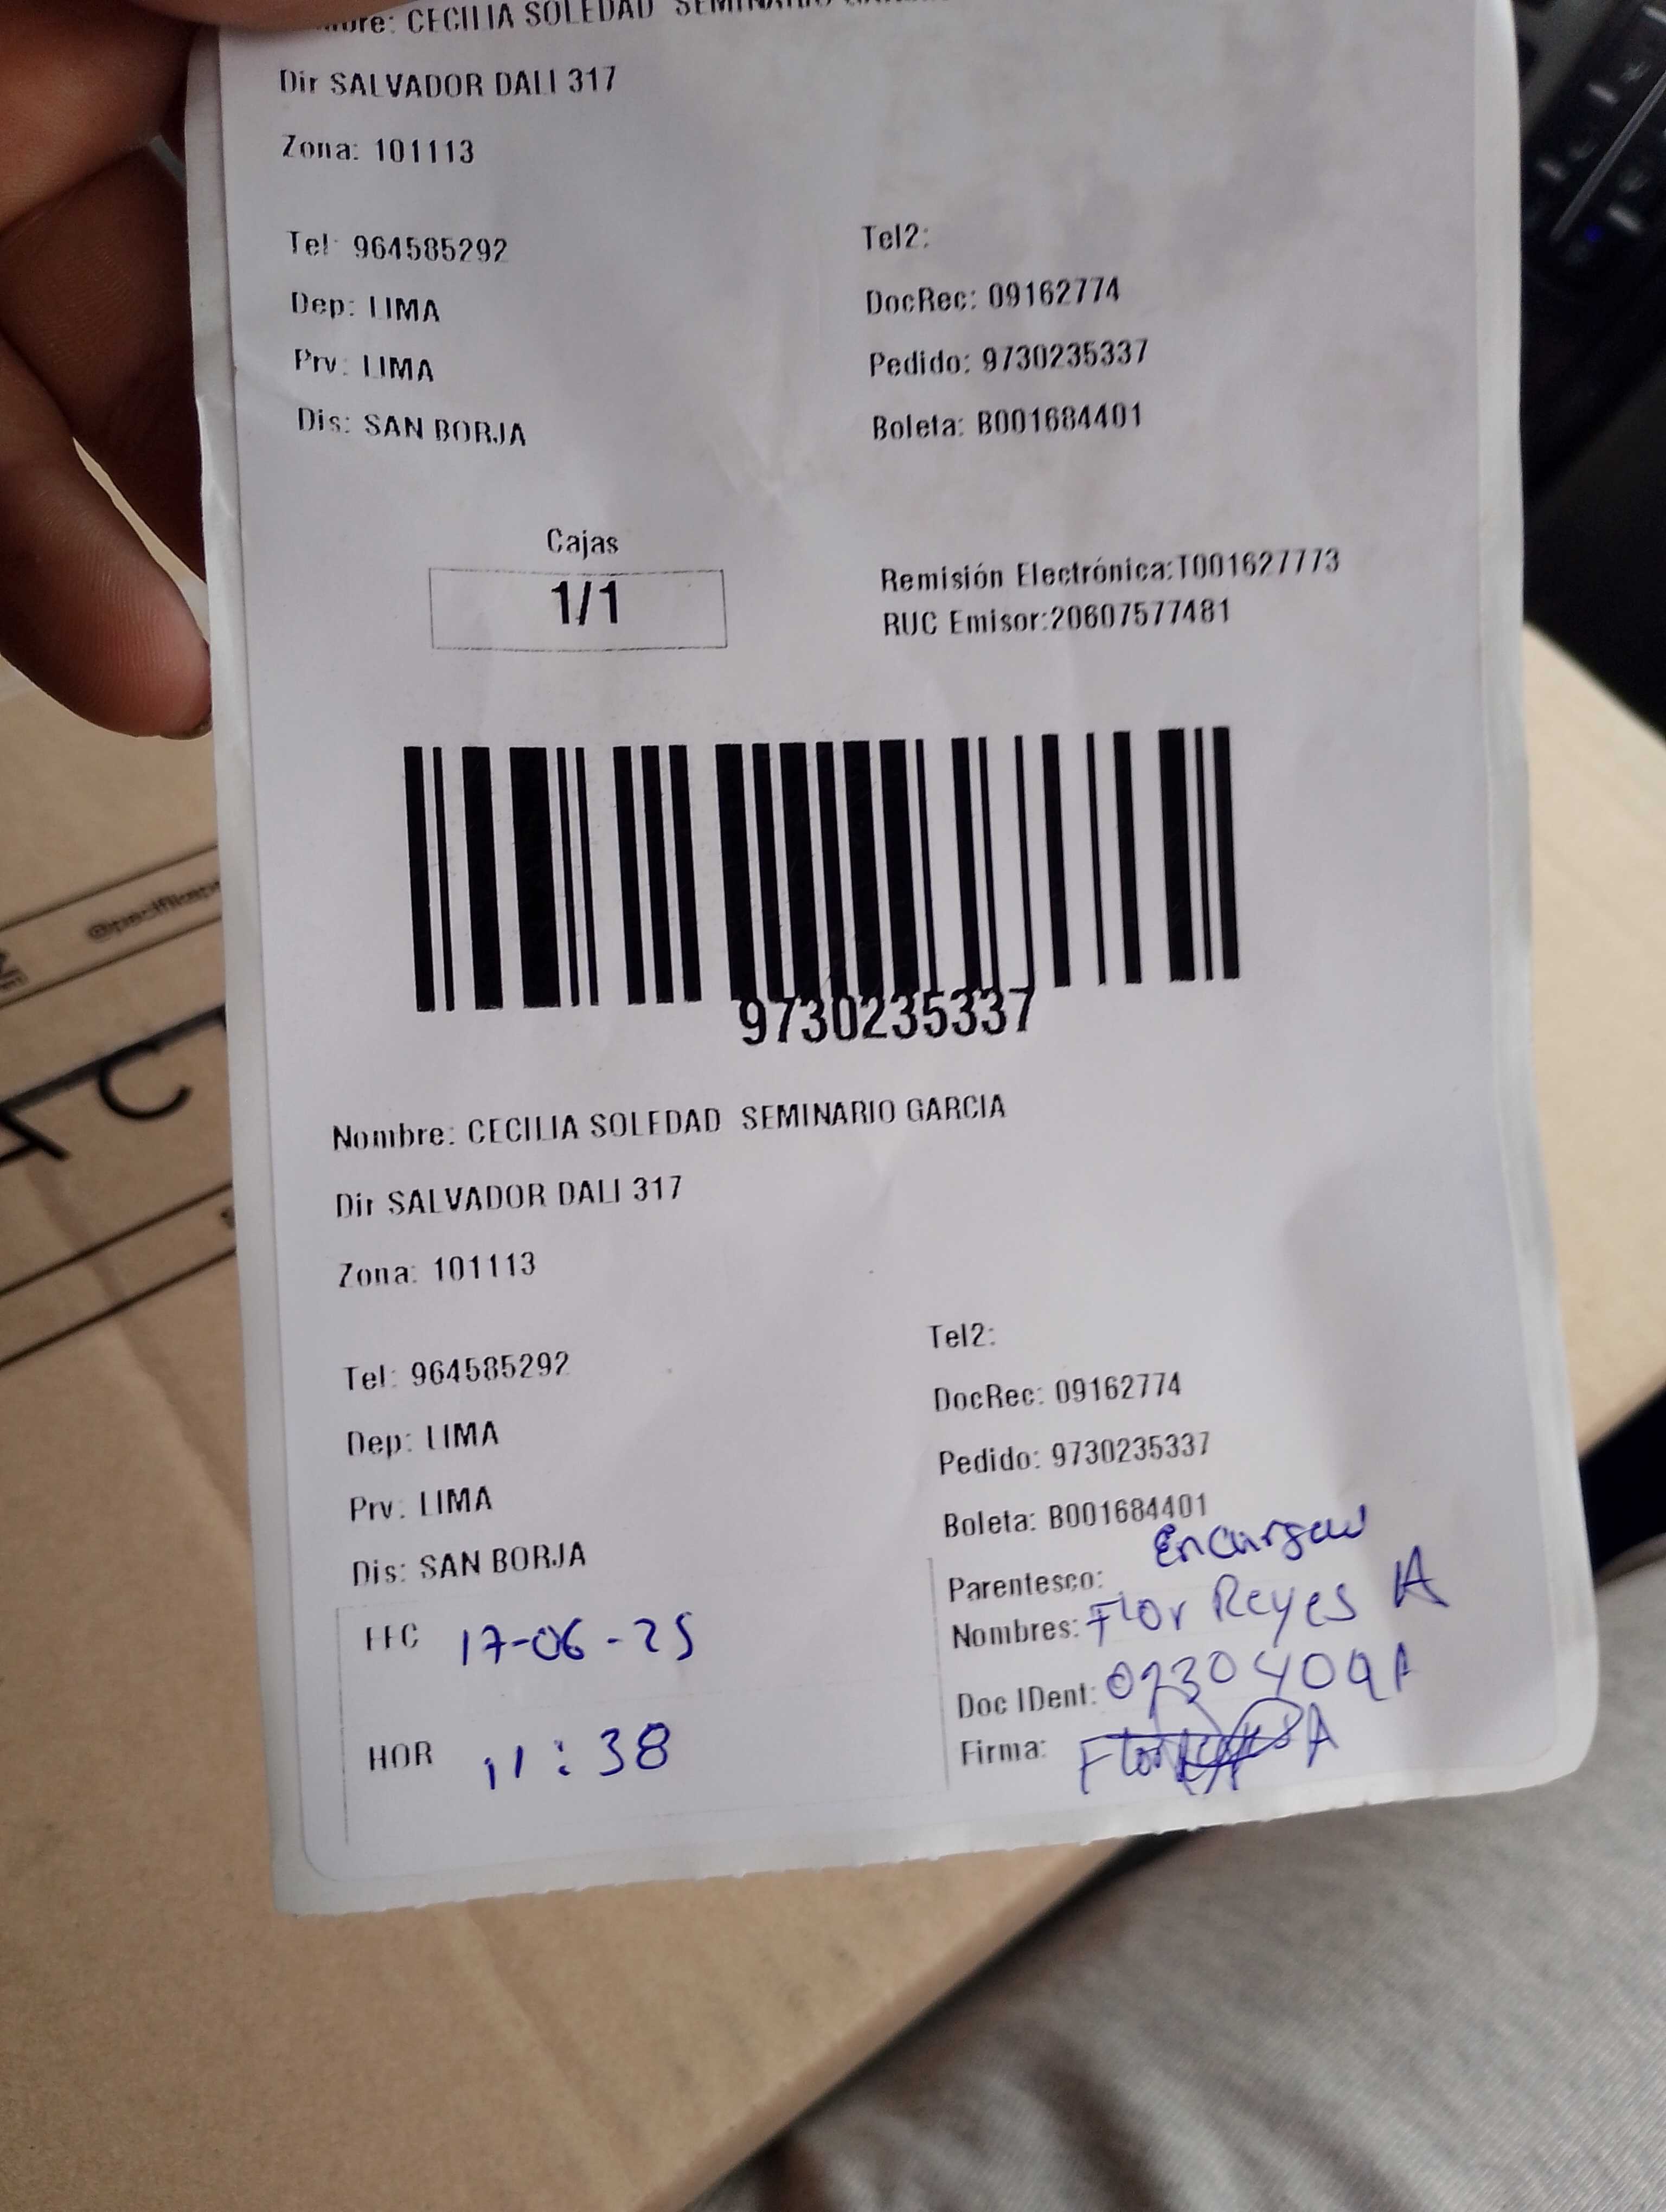 CECILIA SOLEDAD
Dir SALVADOR DALI 317
Zona: 101113
Tel: 964585292
Tel2:
Dep: LIMA
DocRec: 09162774
Prv: LIMA
Pedido: 9730235337
Dis: SAN BORJA
Boleta: B001684401
Cajas
1/1
Remisión Electrónica:T001627773
RUC Emisor:20607577481
9730235337
Nombre: CECILIA SOLEDAD SEMINARIO GARCIA
Dir SALVADOR DALI 317
Zona: 101113
Tel: 964585292
Tel2:
Dep: LIMA
DocRec: 09162774
Prv: LIMA
Pedido: 9730235337
Dis: SAN BORJA
Boleta: B001684401
Parentesco:
Nombres: Flor Reyes A
FEC 17-06-25
Doc IDent:
HOR 11:38
Firma: